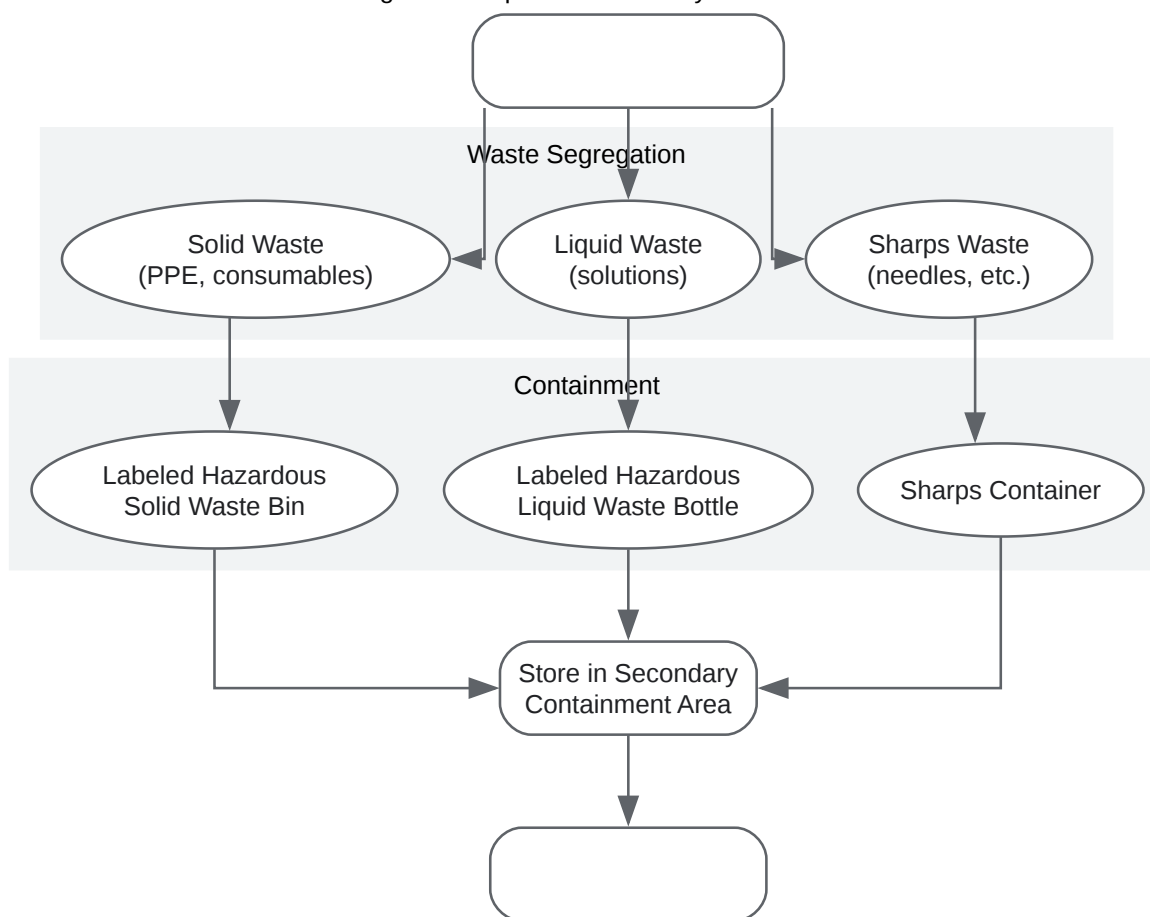 Waste Segregation
Solid Waste
(PPE, consumables)
Liquid Waste
(solutions)
Sharps Waste
(needles, etc.)
Containment
Labeled Hazardous
Solid Waste Bin
Labeled Hazardous
Liquid Waste Bottle
Sharps Container
Store in Secondary
Containment Area